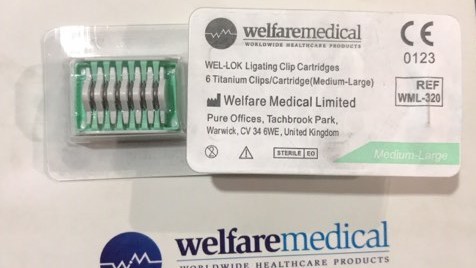 welfaremedical
WORLDWIDE HEALTHCARE PRODUCTS
CE
0123
WEL-LOK Ligating Clip Cartridges
6 Titanium Clips/Cartridge(Medium-Large)
REF
WML-320
Welfare Medical Limited
Pure Offices, Tachbrook Park,
Warwick, CV 34 6WE, United Kingdom
2
STERILE EO
Medium-Large
welfaremedical
WORLDWIDE HEALTHCARE PRODUCTS